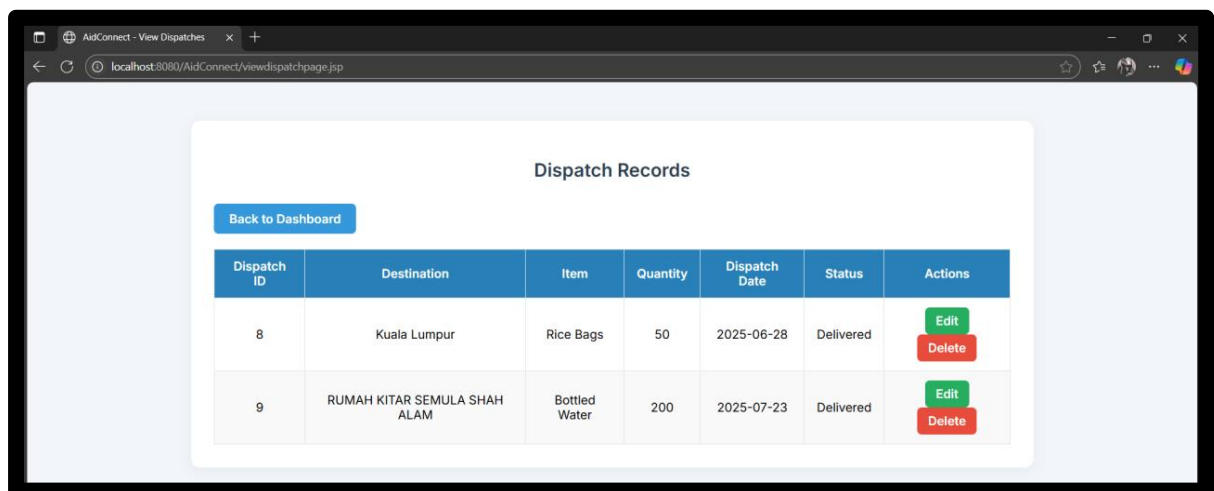 AidConnect - View Dispatches
localhost:8080/AidConnect/viewdispatchpage.jsp
Dispatch Records
Back to Dashboard
Dispatch ID Destination Item Quantity Dispatch Date Status Actions
8 Kuala Lumpur Rice Bags 50 2025-06-28 Delivered Edit Delete
9 RUMAH KITAR SEMULA SHAH ALAM Bottled Water 200 2025-07-23 Delivered Edit Delete